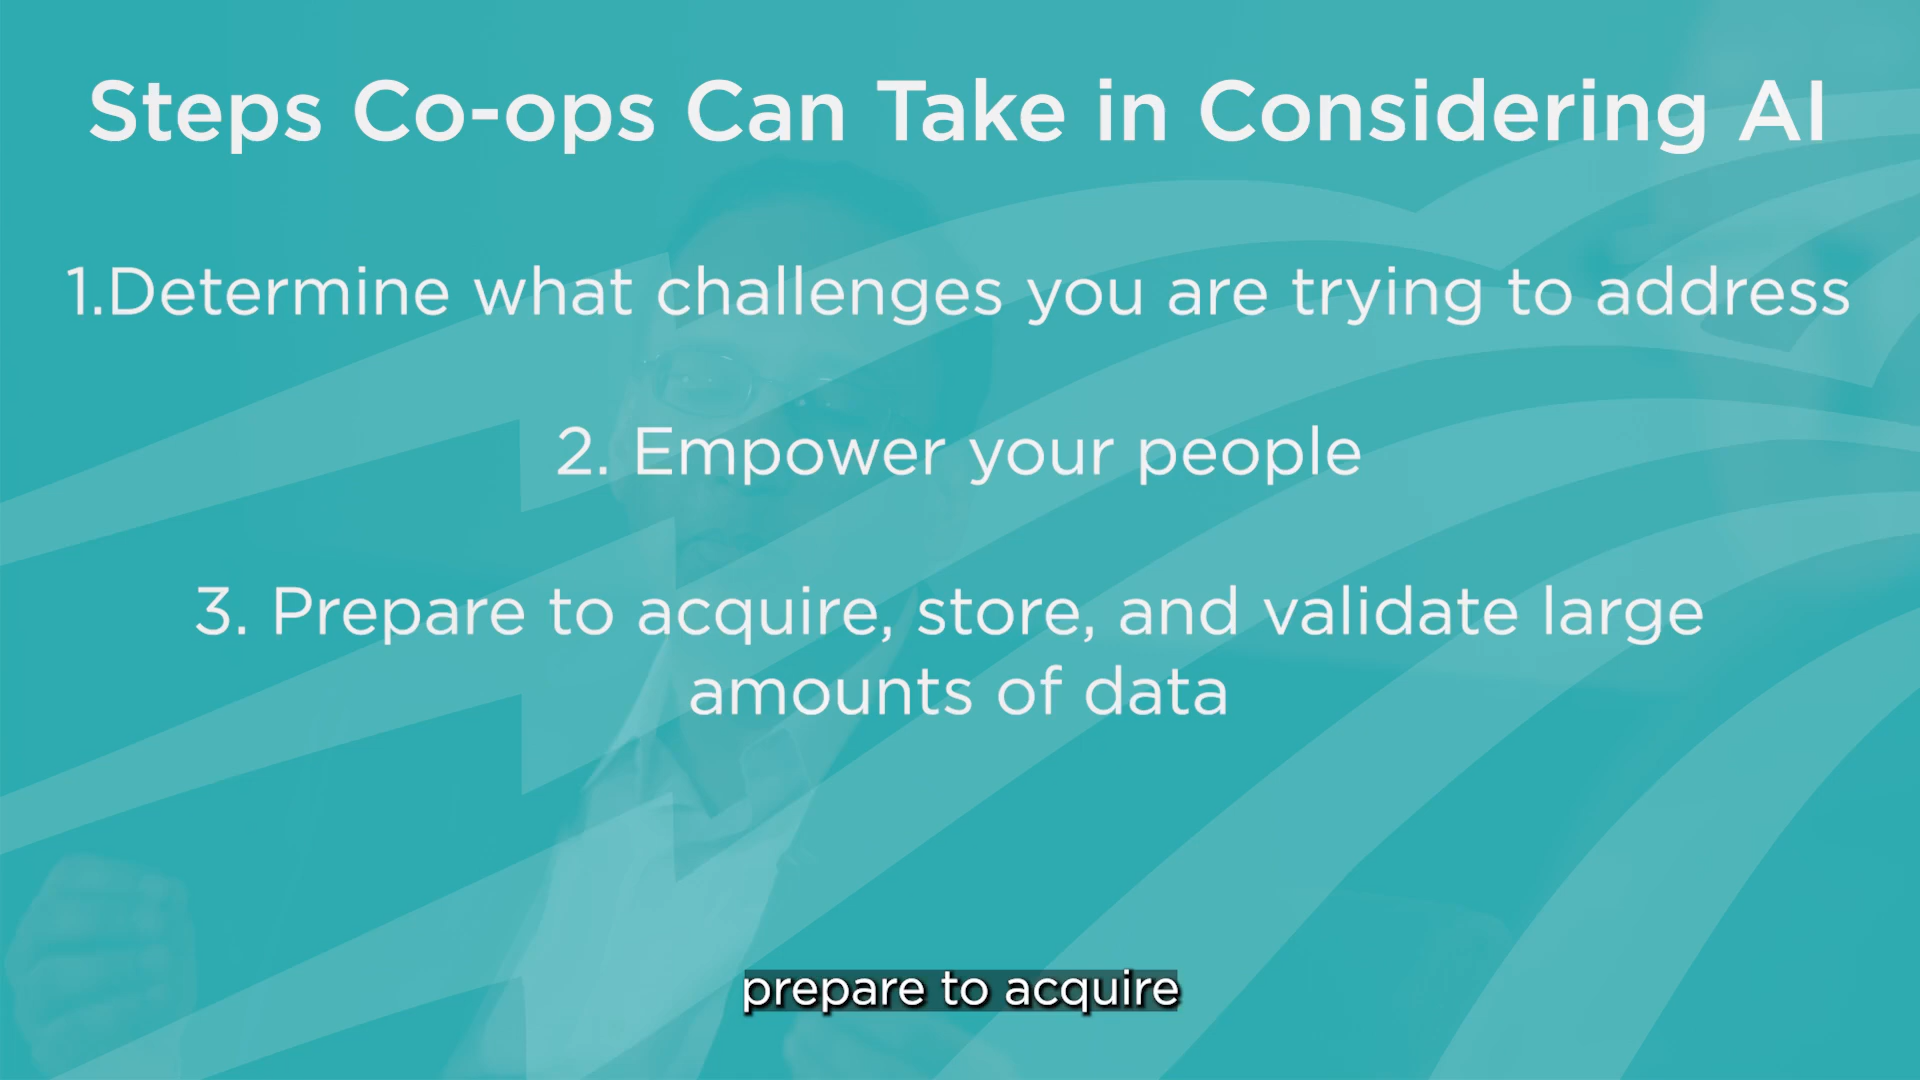 Steps Co-ops Can Take in Considering AI
1.Determine what challenges you are trying to address
2. Empower your people
3. Prepare to acquire, store, and validate large
amounts of data
prepare to acquire